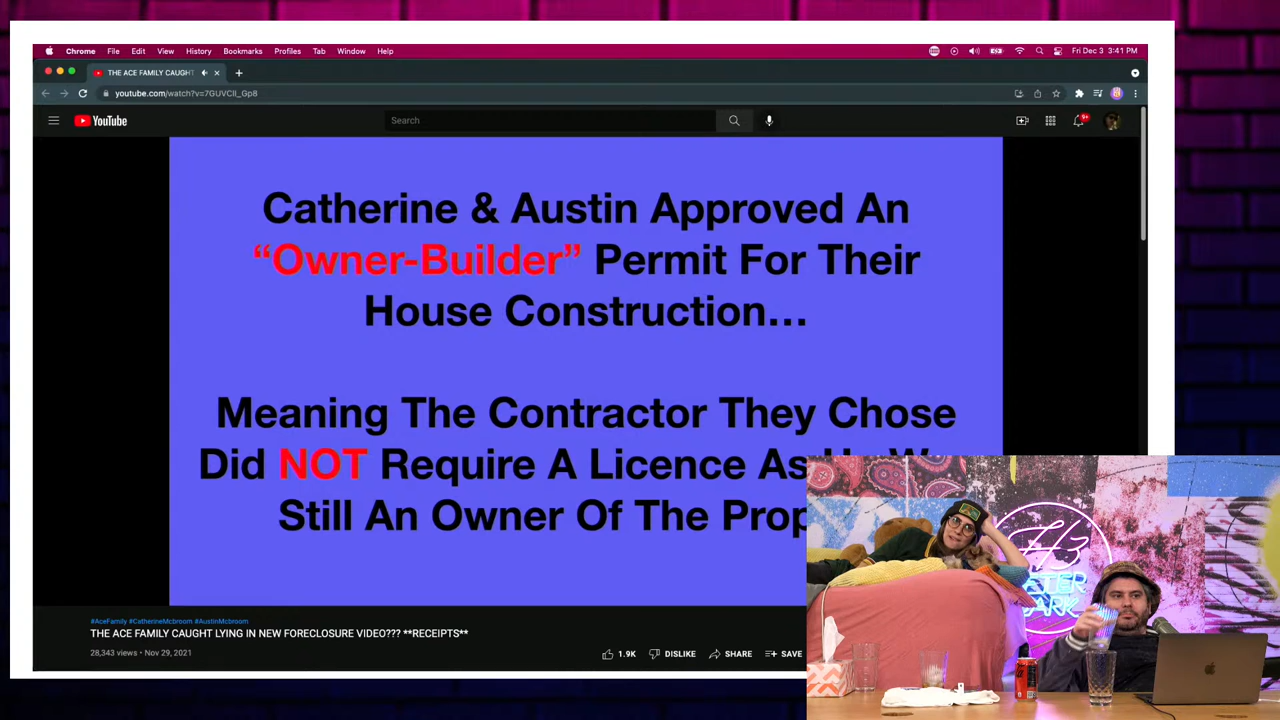 Chrome File Edit View History Bookmarks Profiles Tab Window Help Fri Dec 3 3:41 PM
THE ACE FAMILY CAUGHT
youtube.com/watch?v=7GUVCII_Gp8
YouTube Search 9+
Catherine & Austin Approved An
“Owner-Builder” Permit For Their
House Construction...
Meaning The Contractor They Chose
Did NOT Require A Licence As
Still An Owner Of The
#AceFamily #CatherineMcbroom #AustinMcbroom
THE ACE FAMILY CAUGHT LYING IN NEW FORECLOSURE VIDEO??? **RECEIPTS**
28,343 views • Nov 29, 2021 1.9K DISLIKE SHARE SAVE
H3